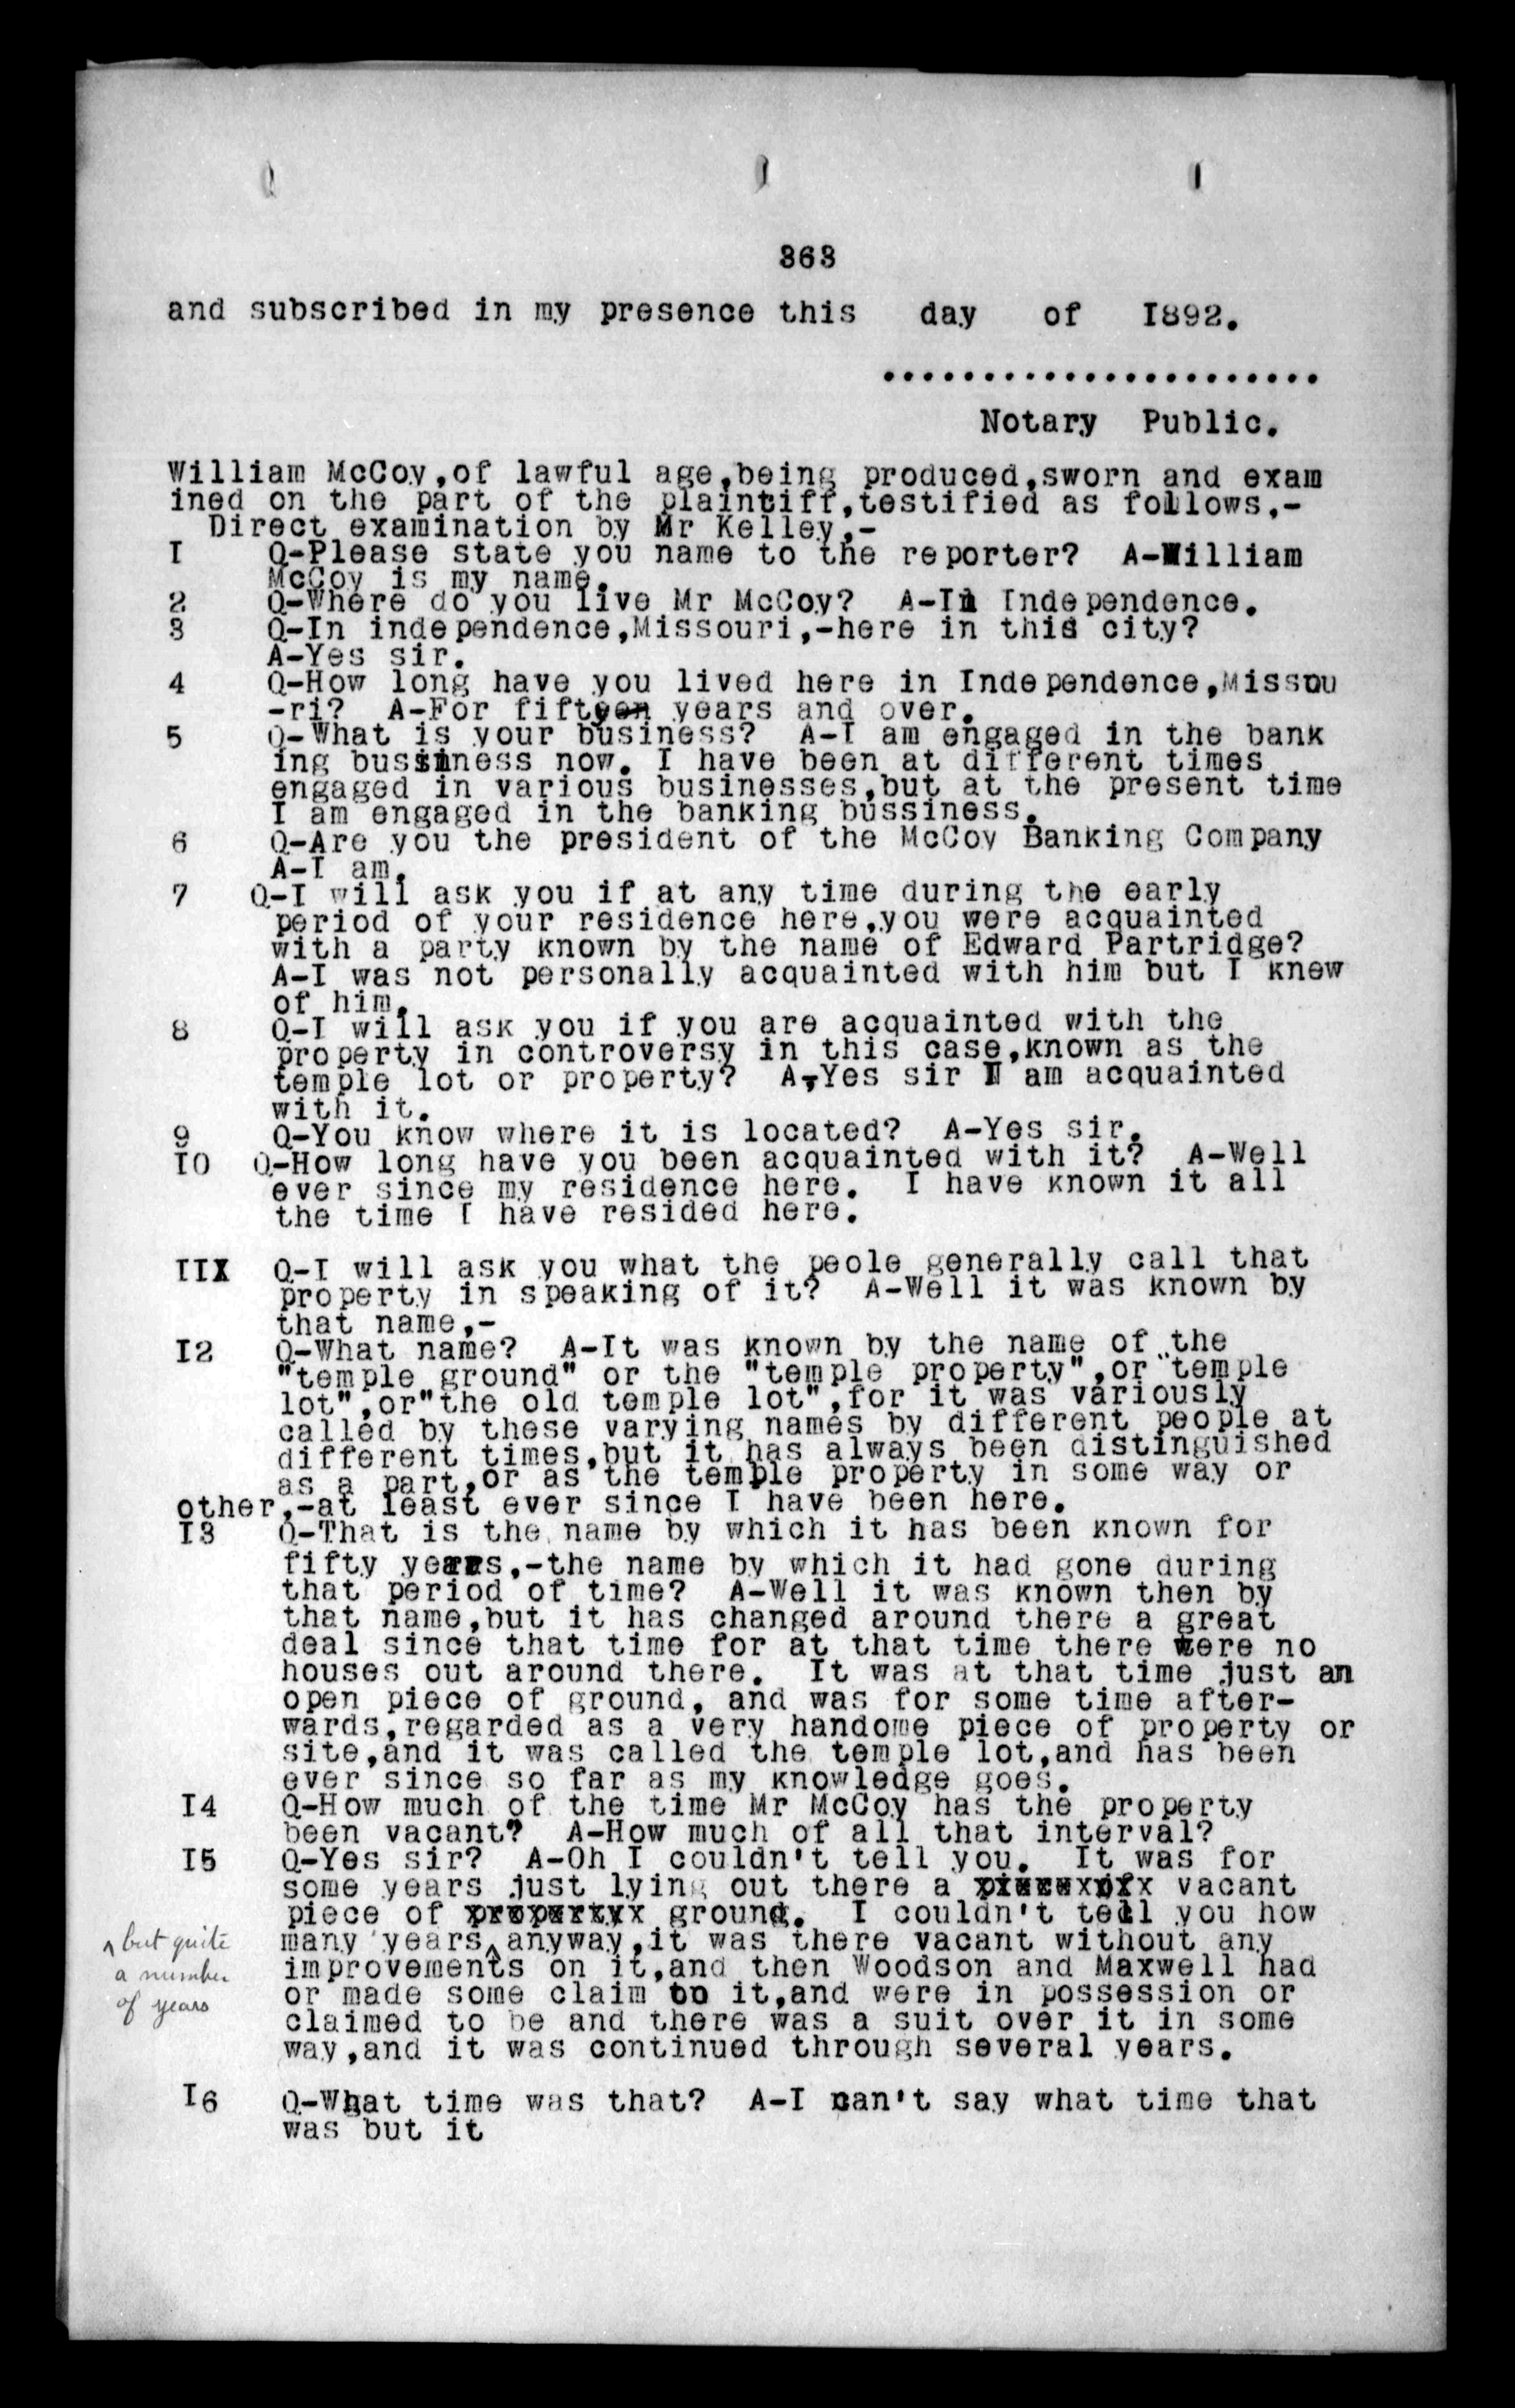 363
and subscribed in my presence this day of I892.
......................
Notary Public.
William McCoy,of lawful age,being produced,sworn and exam
ined on the part of the plaintiff,testified as follows,-
Direct examination by Mr Kelley,-
I Q-Please state you name to the reporter? A-William
McCoy is my name.
2 Q-Where do you live Mr McCoy? A-In Independence.
3 Q-In independence,Missouri,-here in this city?
A-Yes sir.
4 Q-How long have you lived here in Independence,Missou
-ri? A-For fifty years and over.
5 Q-What is your business? A-I am engaged in the bank
ing bussinness now. I have been at different times
engaged in various businesses,but at the present time
I am engaged in the banking bussiness.
6 Q-Are you the president of the McCoy Banking Company
A-I am.
7 Q-I will ask you if at any time during the early
period of your residence here,you were acquainted
with a party known by the name of Edward Partridge?
A-I was not personally acquainted with him but I knew
of him.
8 Q-I will ask you if you are acquainted with the
property in controversy in this case,known as the
temple lot or property? A-Yes sir I am acquainted
with it.
9 Q-You know where it is located? A-Yes sir.
I0 Q-How long have you been acquainted with it? A-Well
ever since my residence here. I have known it all
the time I have resided here.
IIX Q-I will ask you what the peole generally call that
property in speaking of it? A-Well it was known by
that name,-
I2 Q-What name? A-It was known by the name of the
"temple ground" or the "temple property",or "temple
lot",or"the old temple lot",for it was variously
called by these varying names by different people at
different times,but it has always been distinguished
as a part,or as the temple property in some way or
other,-at least ever since I have been here.
I3 Q-That is the name by which it has been known for
fifty years,-the name by which it had gone during
that period of time? A-Well it was known then by
that name,but it has changed around there a great
deal since that time for at that time there were no
houses out around there. It was at that time just an
open piece of ground, and was for some time after-
wards,regarded as a very handome piece of property or
site,and it was called the temple lot,and has been
ever since so far as my knowledge goes.
I4 Q-How much of the time Mr McCoy has the property
been vacant? A-How much of all that interval?
I5 Q-Yes sir? A-Oh I couldn't tell you. It was for
some years just lying out there a vacant
piece of ground. I couldn't tell you how
many years^anyway,it was there vacant without any
^ but quite
a number
of years
improvements on it,and then Woodson and Maxwell had
or made some claim to it,and were in possession or
claimed to be and there was a suit over it in some
way,and it was continued through several years.
I6 Q-What time was that? A-I can't say what time that
was but it